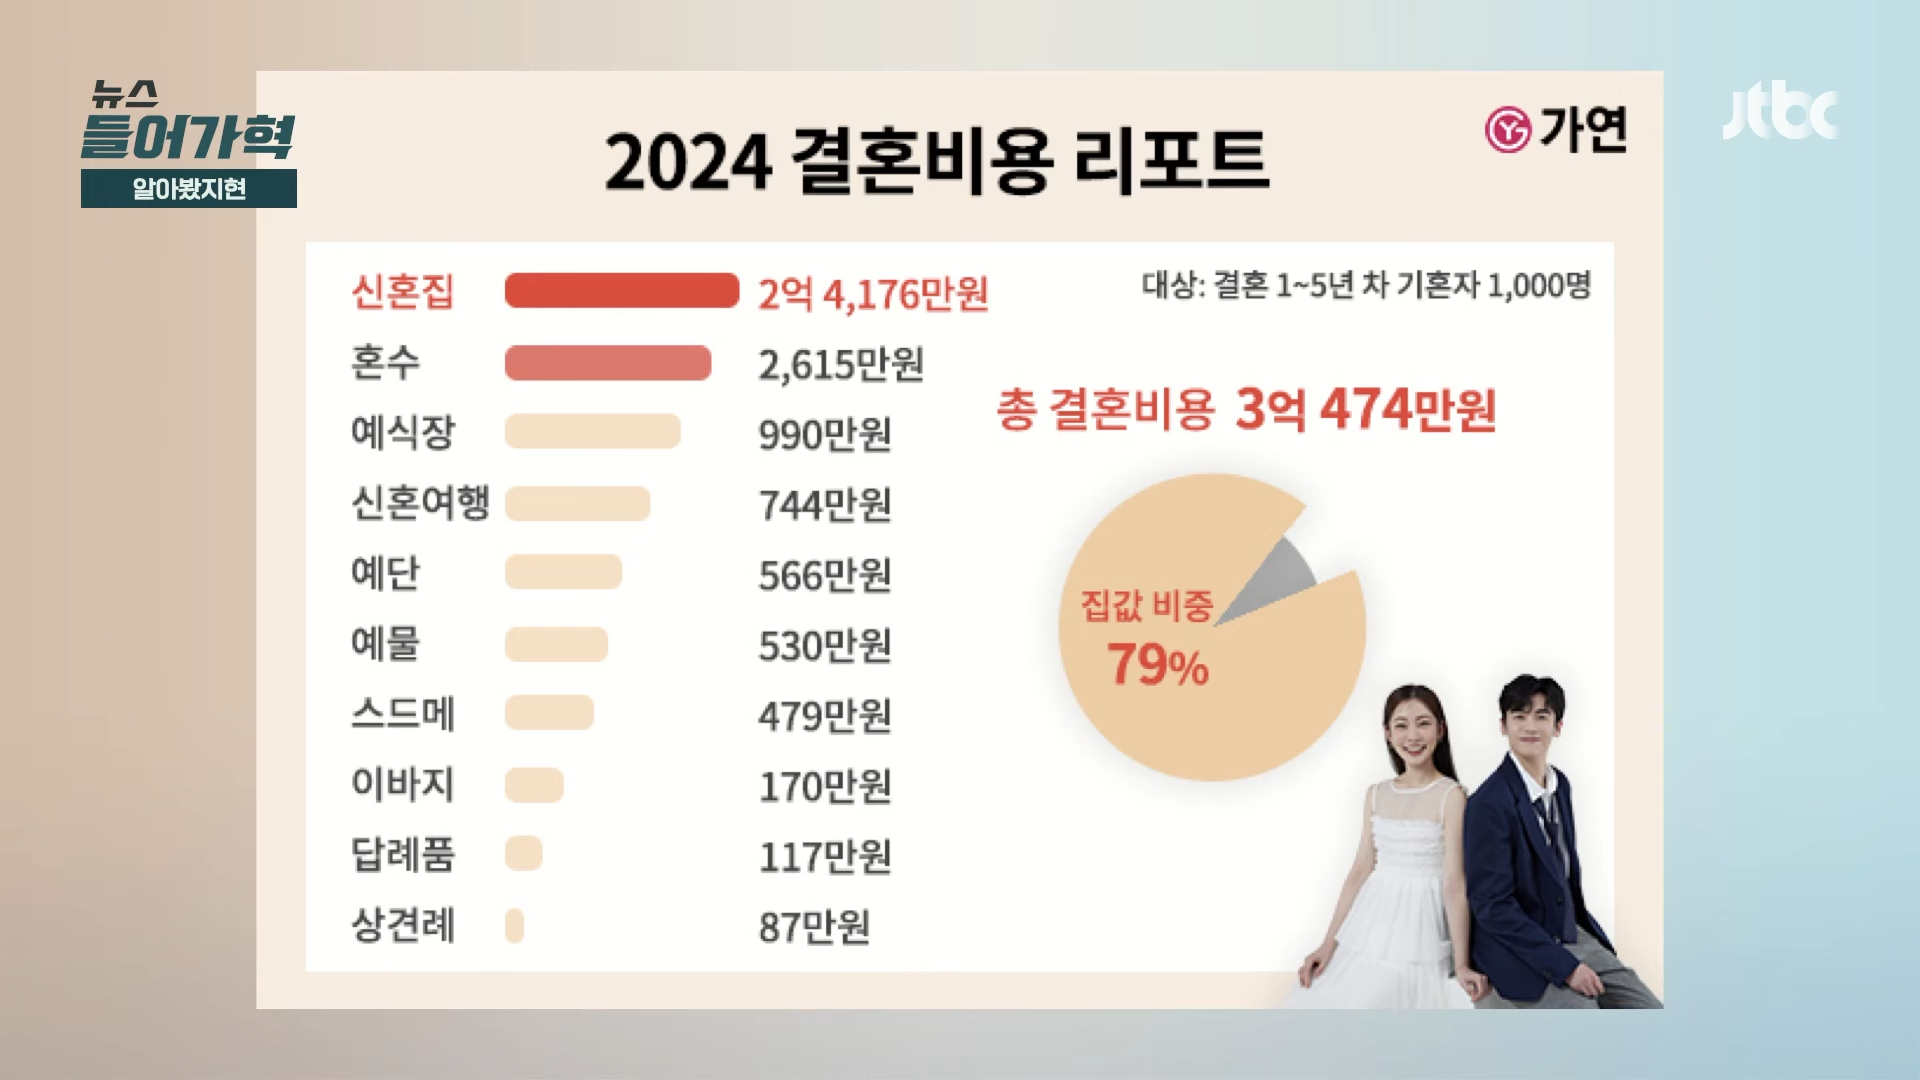 뉴스
들어가혁
알아봤지현
jtbc
가연
2024 결혼비용 리포트
대상: 결혼 1~5년 차 기혼자 1,000명
신혼집 2억 4,176만원
혼수 2,615만원
예식장 990만원
신혼여행 744만원
예단 566만원
예물 530만원
스드메 479만원
이바지 170만원
답례품 117만원
상견례 87만원
총 결혼비용 3억 474만원
집값 비중
79%